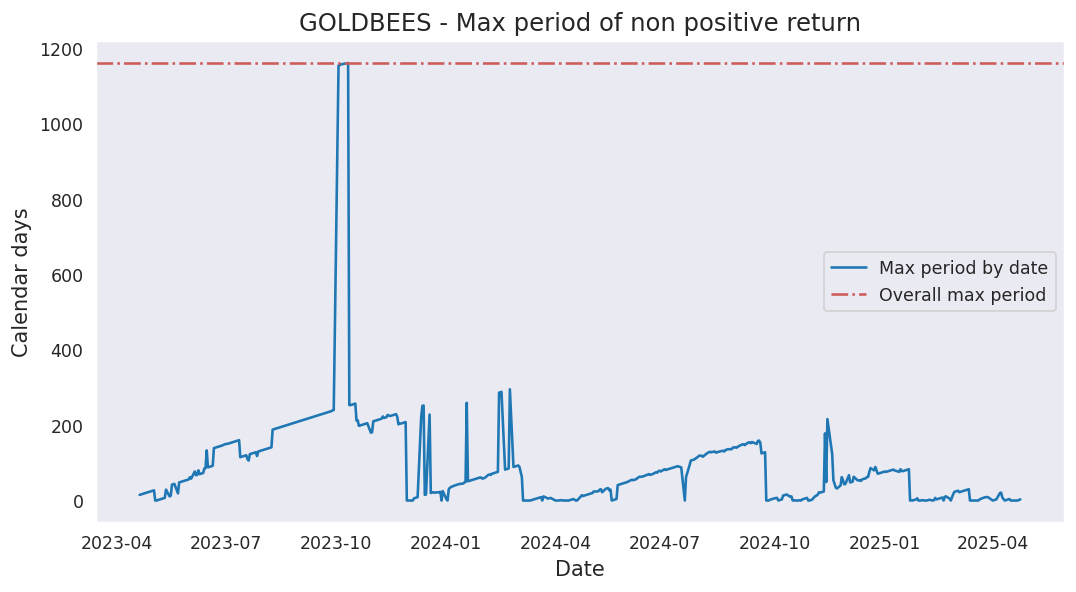 GOLDBEES - Max period of non positive return
Calendar days
1200
1000
800
600
400
200
0
Max period by date
Overall max period
2023-04 2023-07 2023-10 2024-01 2024-04 2024-07 2024-10 2025-01 2025-04
Date